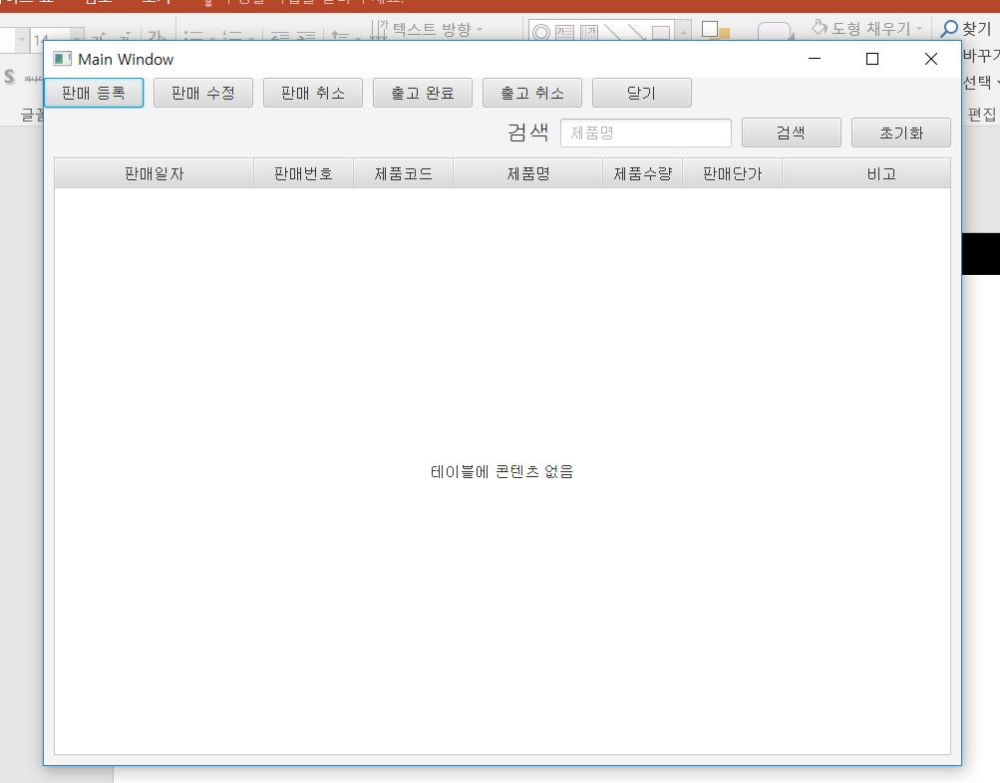 14
텍스트 방향
도형 채우기
찾기
바꾸기
선택
편집
Main Window
판매 등록 판매 수정 판매 취소 출고 완료 출고 취소 닫기
검색 제품명 검색 초기화
판매일자 판매번호 제품코드 제품명 제품수량 판매단가 비고
테이블에 콘텐츠 없음